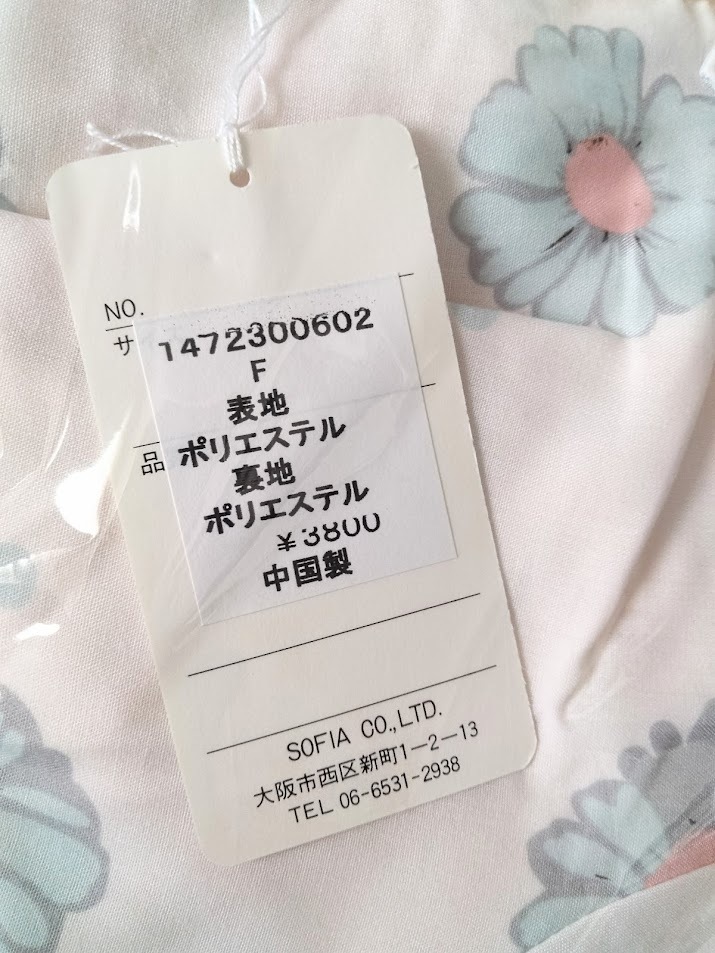 NO.
1472300602
サ
F
表地
ポリエステル
品
裏地
ポリエステル
¥3800
中国製
SOFIA CO.,LTD.
大阪市西区新町1-2-13
TEL 06-6531-2938